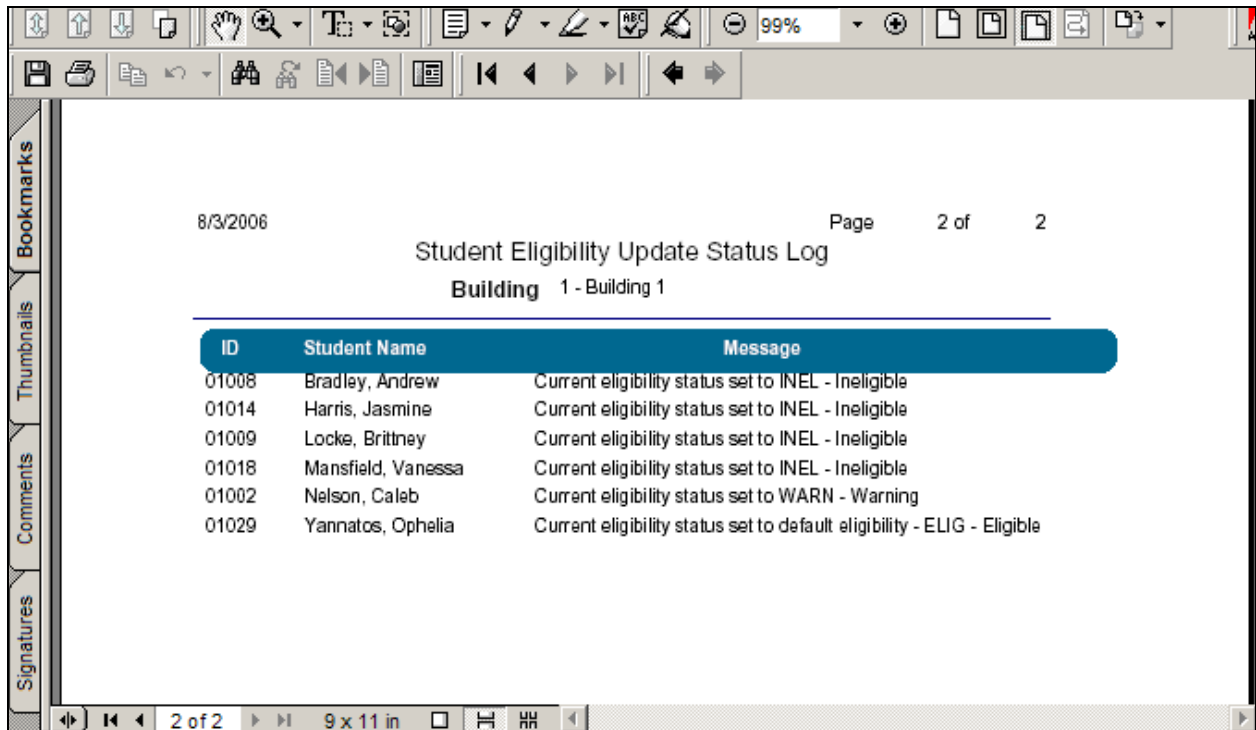 99%
Bookmarks
Thumbnails
Comments
Signatures
8/3/2006 Page 2 of 2
Student Eligibility Update Status Log
Building 1 - Building 1
ID Student Name Message
01008 Bradley, Andrew Current eligibility status set to INEL - Ineligible
01014 Harris, Jasmine Current eligibility status set to INEL - Ineligible
01009 Locke, Brittney Current eligibility status set to INEL - Ineligible
01018 Mansfield, Vanessa Current eligibility status set to INEL - Ineligible
01002 Nelson, Caleb Current eligibility status set to WARN - Warning
01029 Yannatos, Ophelia Current eligibility status set to default eligibility - ELIG - Eligible
2 of 2 9 x 11 in